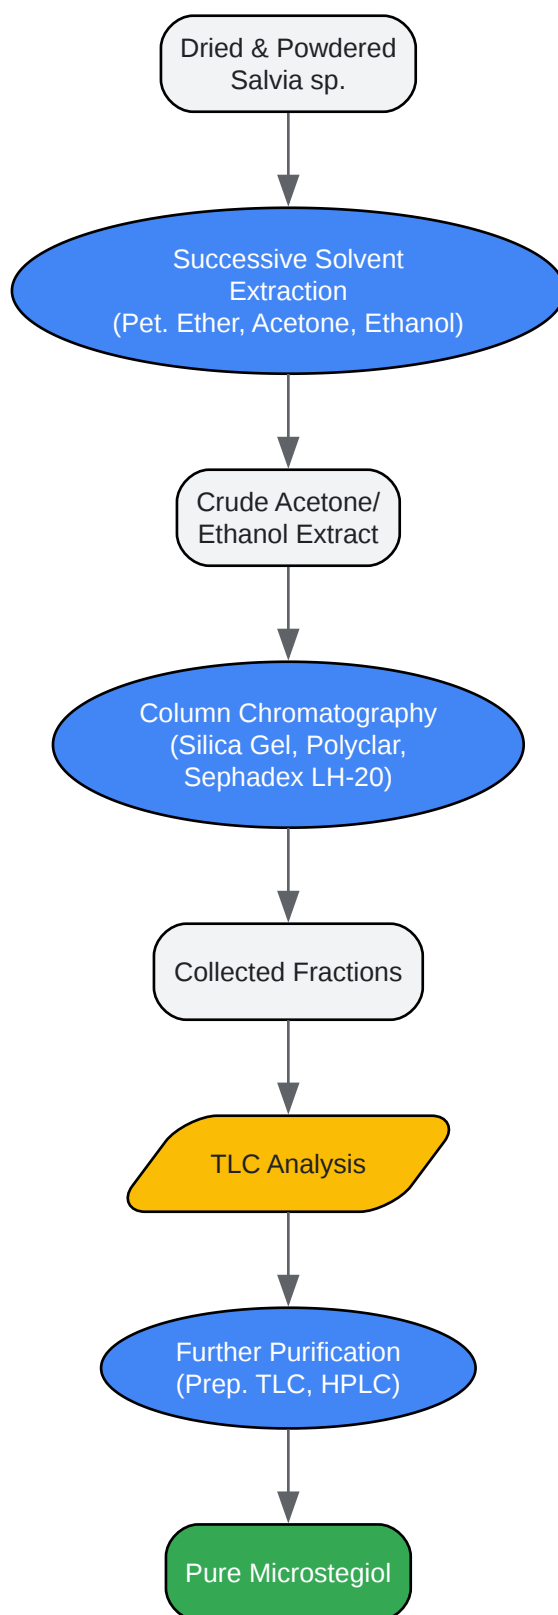 Dried & Powdered
Salvia sp.
Successive Solvent
Extraction
(Pet. Ether, Acetone, Ethanol)
Crude Acetone/
Ethanol Extract
Column Chromatography
(Silica Gel, Polyclar,
Sephadex LH-20)
Collected Fractions
TLC Analysis
Further Purification
(Prep. TLC, HPLC)
Pure Microstegiol